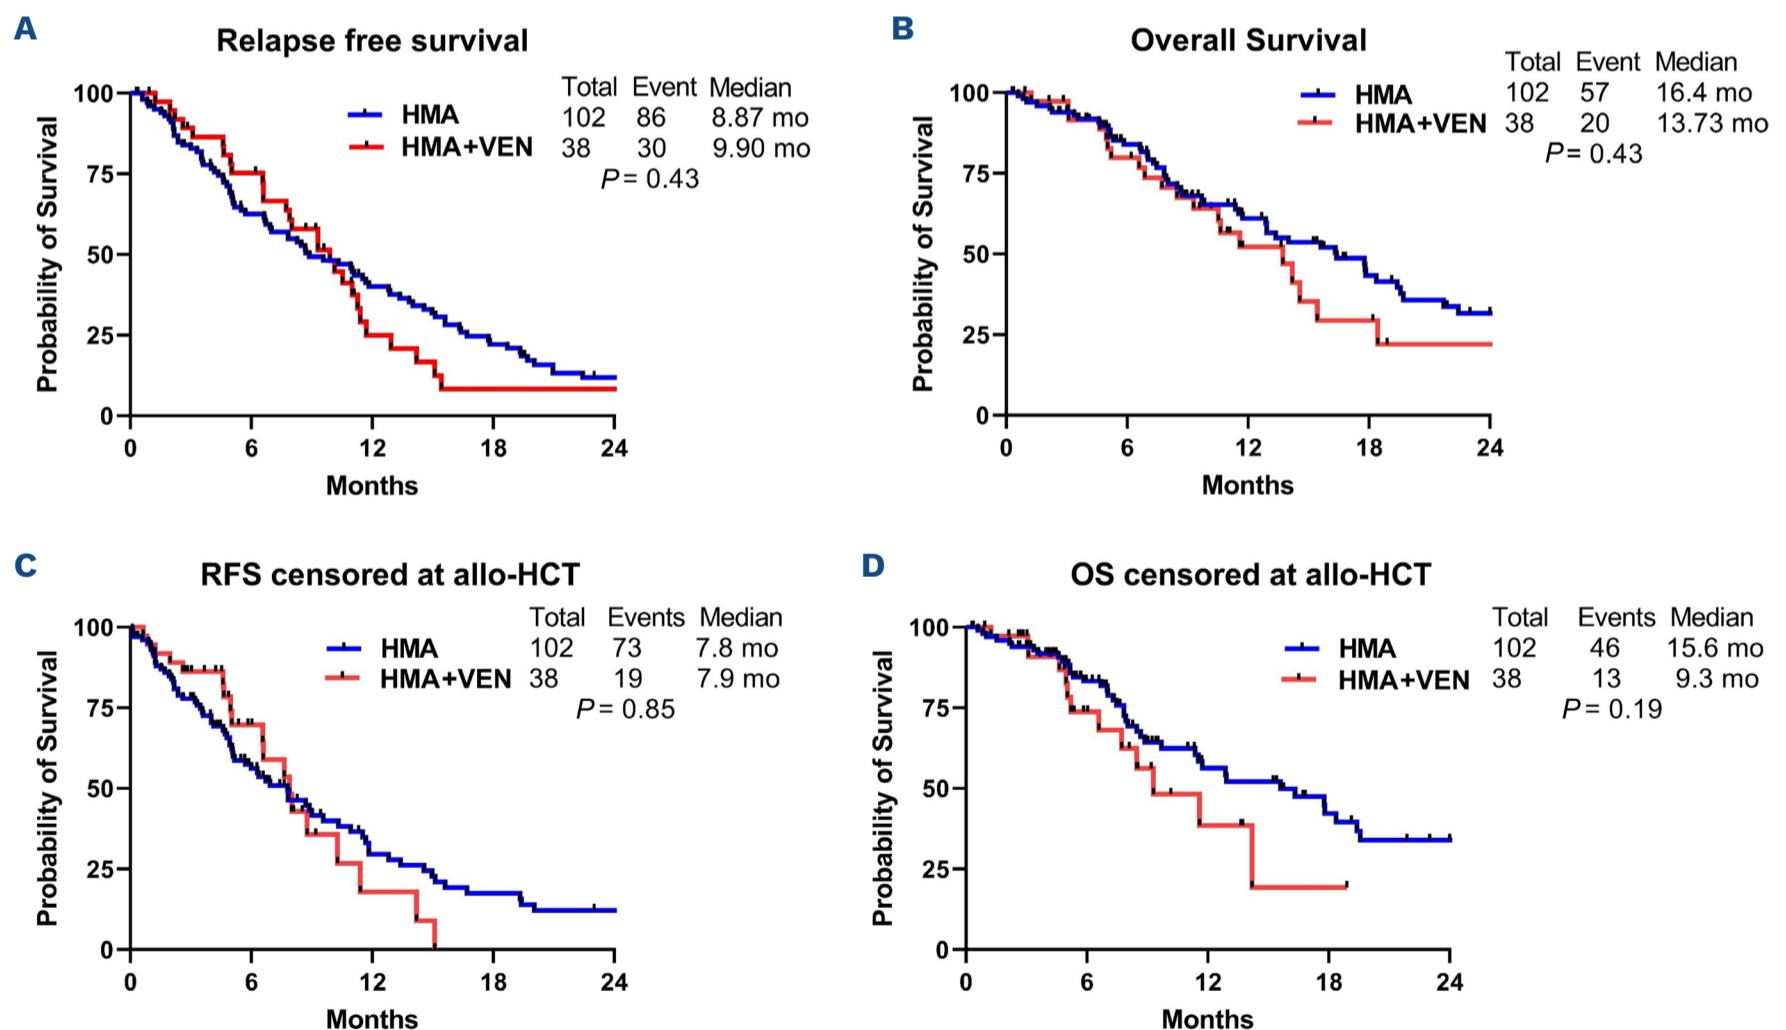 A
Relapse free survival
Total Event Median
HMA 102 86 8.87 mo
HMA+VEN 38 30 9.90 mo
P = 0.43
Probability of Survival
100
75
50
25
0
0 6 12 18 24
Months
B
Overall Survival
Total Event Median
HMA 102 57 16.4 mo
HMA+VEN 38 20 13.73 mo
P = 0.43
Probability of Survival
100
75
50
25
0
0 6 12 18 24
Months
C
RFS censored at allo-HCT
Total Events Median
HMA 102 73 7.8 mo
HMA+VEN 38 19 7.9 mo
P = 0.85
Probability of Survival
100
75
50
25
0
0 6 12 18 24
Months
D
OS censored at allo-HCT
Total Events Median
HMA 102 46 15.6 mo
HMA+VEN 38 13 9.3 mo
P = 0.19
Probability of Survival
100
75
50
25
0
0 6 12 18 24
Months